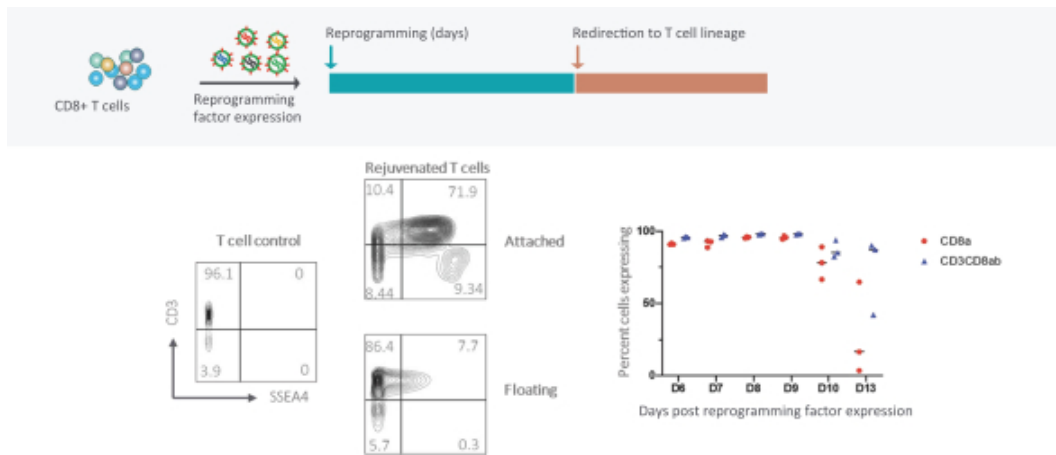 Reprogramming (days)
Redirection to T cell lineage
CD8+ T cells
Reprogramming
factor expression
Rejuvenated T cells
10.4
71.9
Attached
8.44
9.34
T cell control
96.1
0
CD3
3.9
0
SSEA4
86.4
7.7
Floating
5.7
0.3
Percent cells expressing
100
50
0
D6
D7
D8
D9
D10
D13
Days post reprogramming factor expression
CD8a
CD3CD8ab